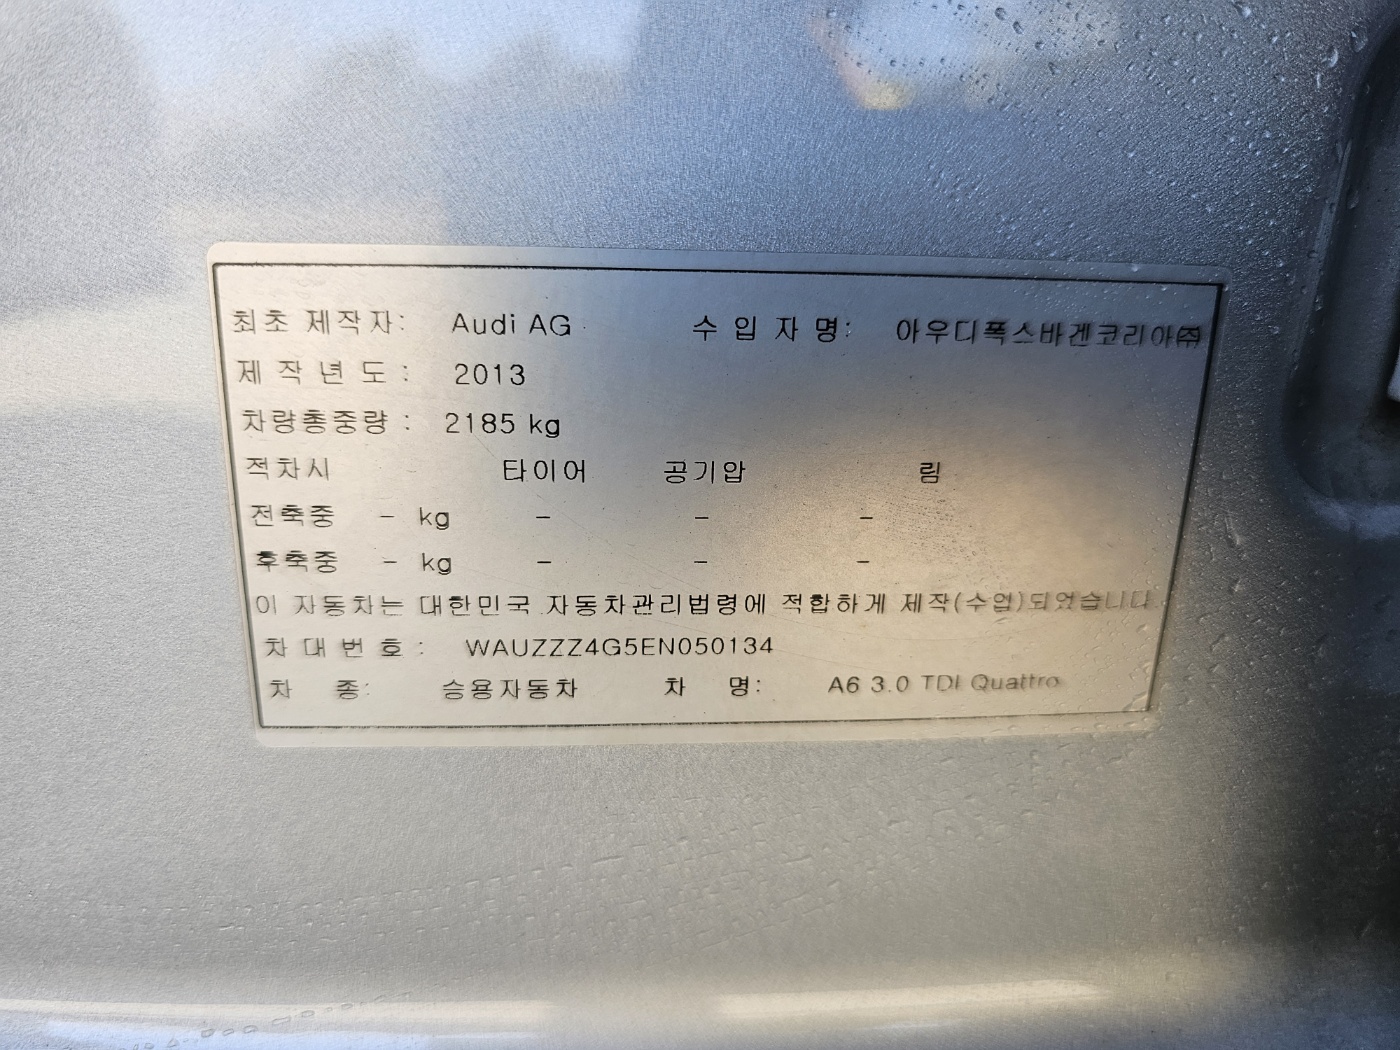 최초 제작자: Audi AG 수 입 자 명: 아우디폭스바겐코리아㈜
제 작 년 도 : 2013
차량총중량 : 2185 kg
적차시 타이어 공기압 림
전축중 - kg - - -
후축중 - kg - - -
이 자동차는 대한민국 자동차관리법령에 적합하게 제작(수입)되었습니다.
차 대 번 호 : WAUZZZ4G5EN050134
차 종: 승용자동차 차 명: A6 3.0 TDI Quattro